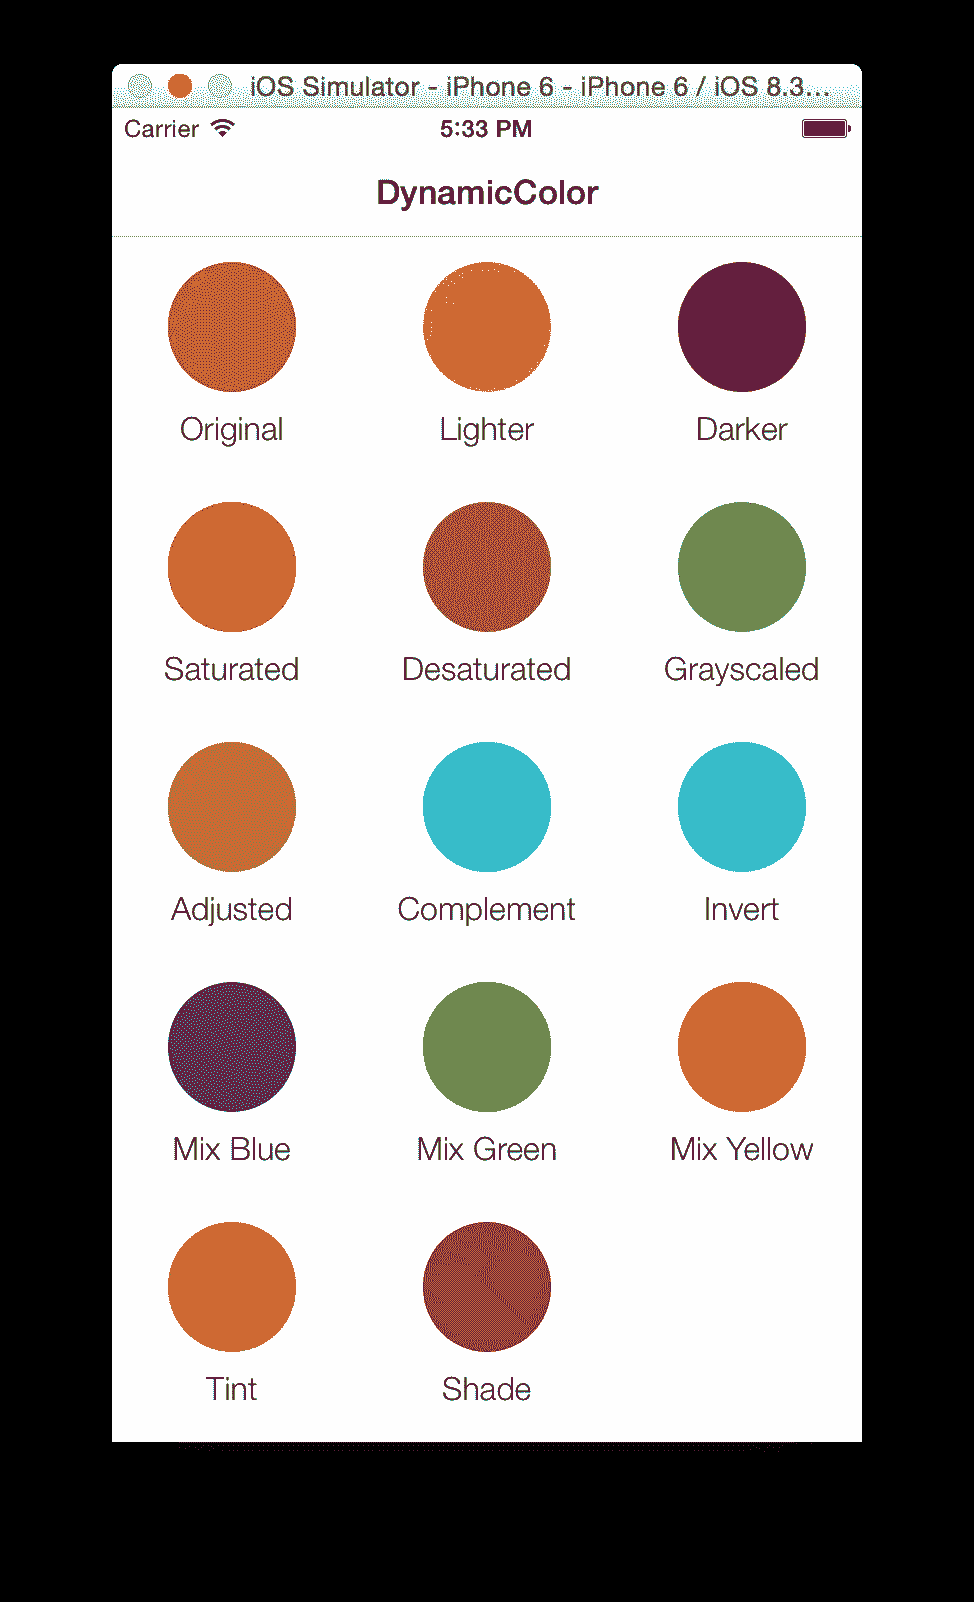 iOS Simulator - iPhone 6 - iPhone 6 / iOS 8.3...
Carrier 5:33 PM
DynamicColor
Original Lighter Darker
Saturated Desaturated Grayscaled
Adjusted Complement Invert
Mix Blue Mix Green Mix Yellow
Tint Shade